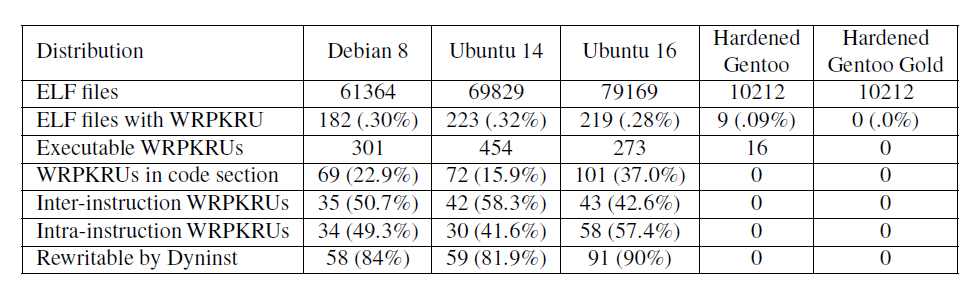 Distribution Debian 8 Ubuntu 14 Ubuntu 16 Hardened Gentoo Hardened Gentoo Gold
ELF files 61364 69829 79169 10212 10212
ELF files with WRPKRU 182 (.30%) 223 (.32%) 219 (.28%) 9 (.09%) 0 (.0%)
Executable WRPKRUs 301 454 273 16 0
WRPKRUs in code section 69 (22.9%) 72 (15.9%) 101 (37.0%) 0 0
Inter-instruction WRPKRUs 35 (50.7%) 42 (58.3%) 43 (42.6%) 0 0
Intra-instruction WRPKRUs 34 (49.3%) 30 (41.6%) 58 (57.4%) 0 0
Rewritable by Dyninst 58 (84%) 59 (81.9%) 91 (90%) 0 0